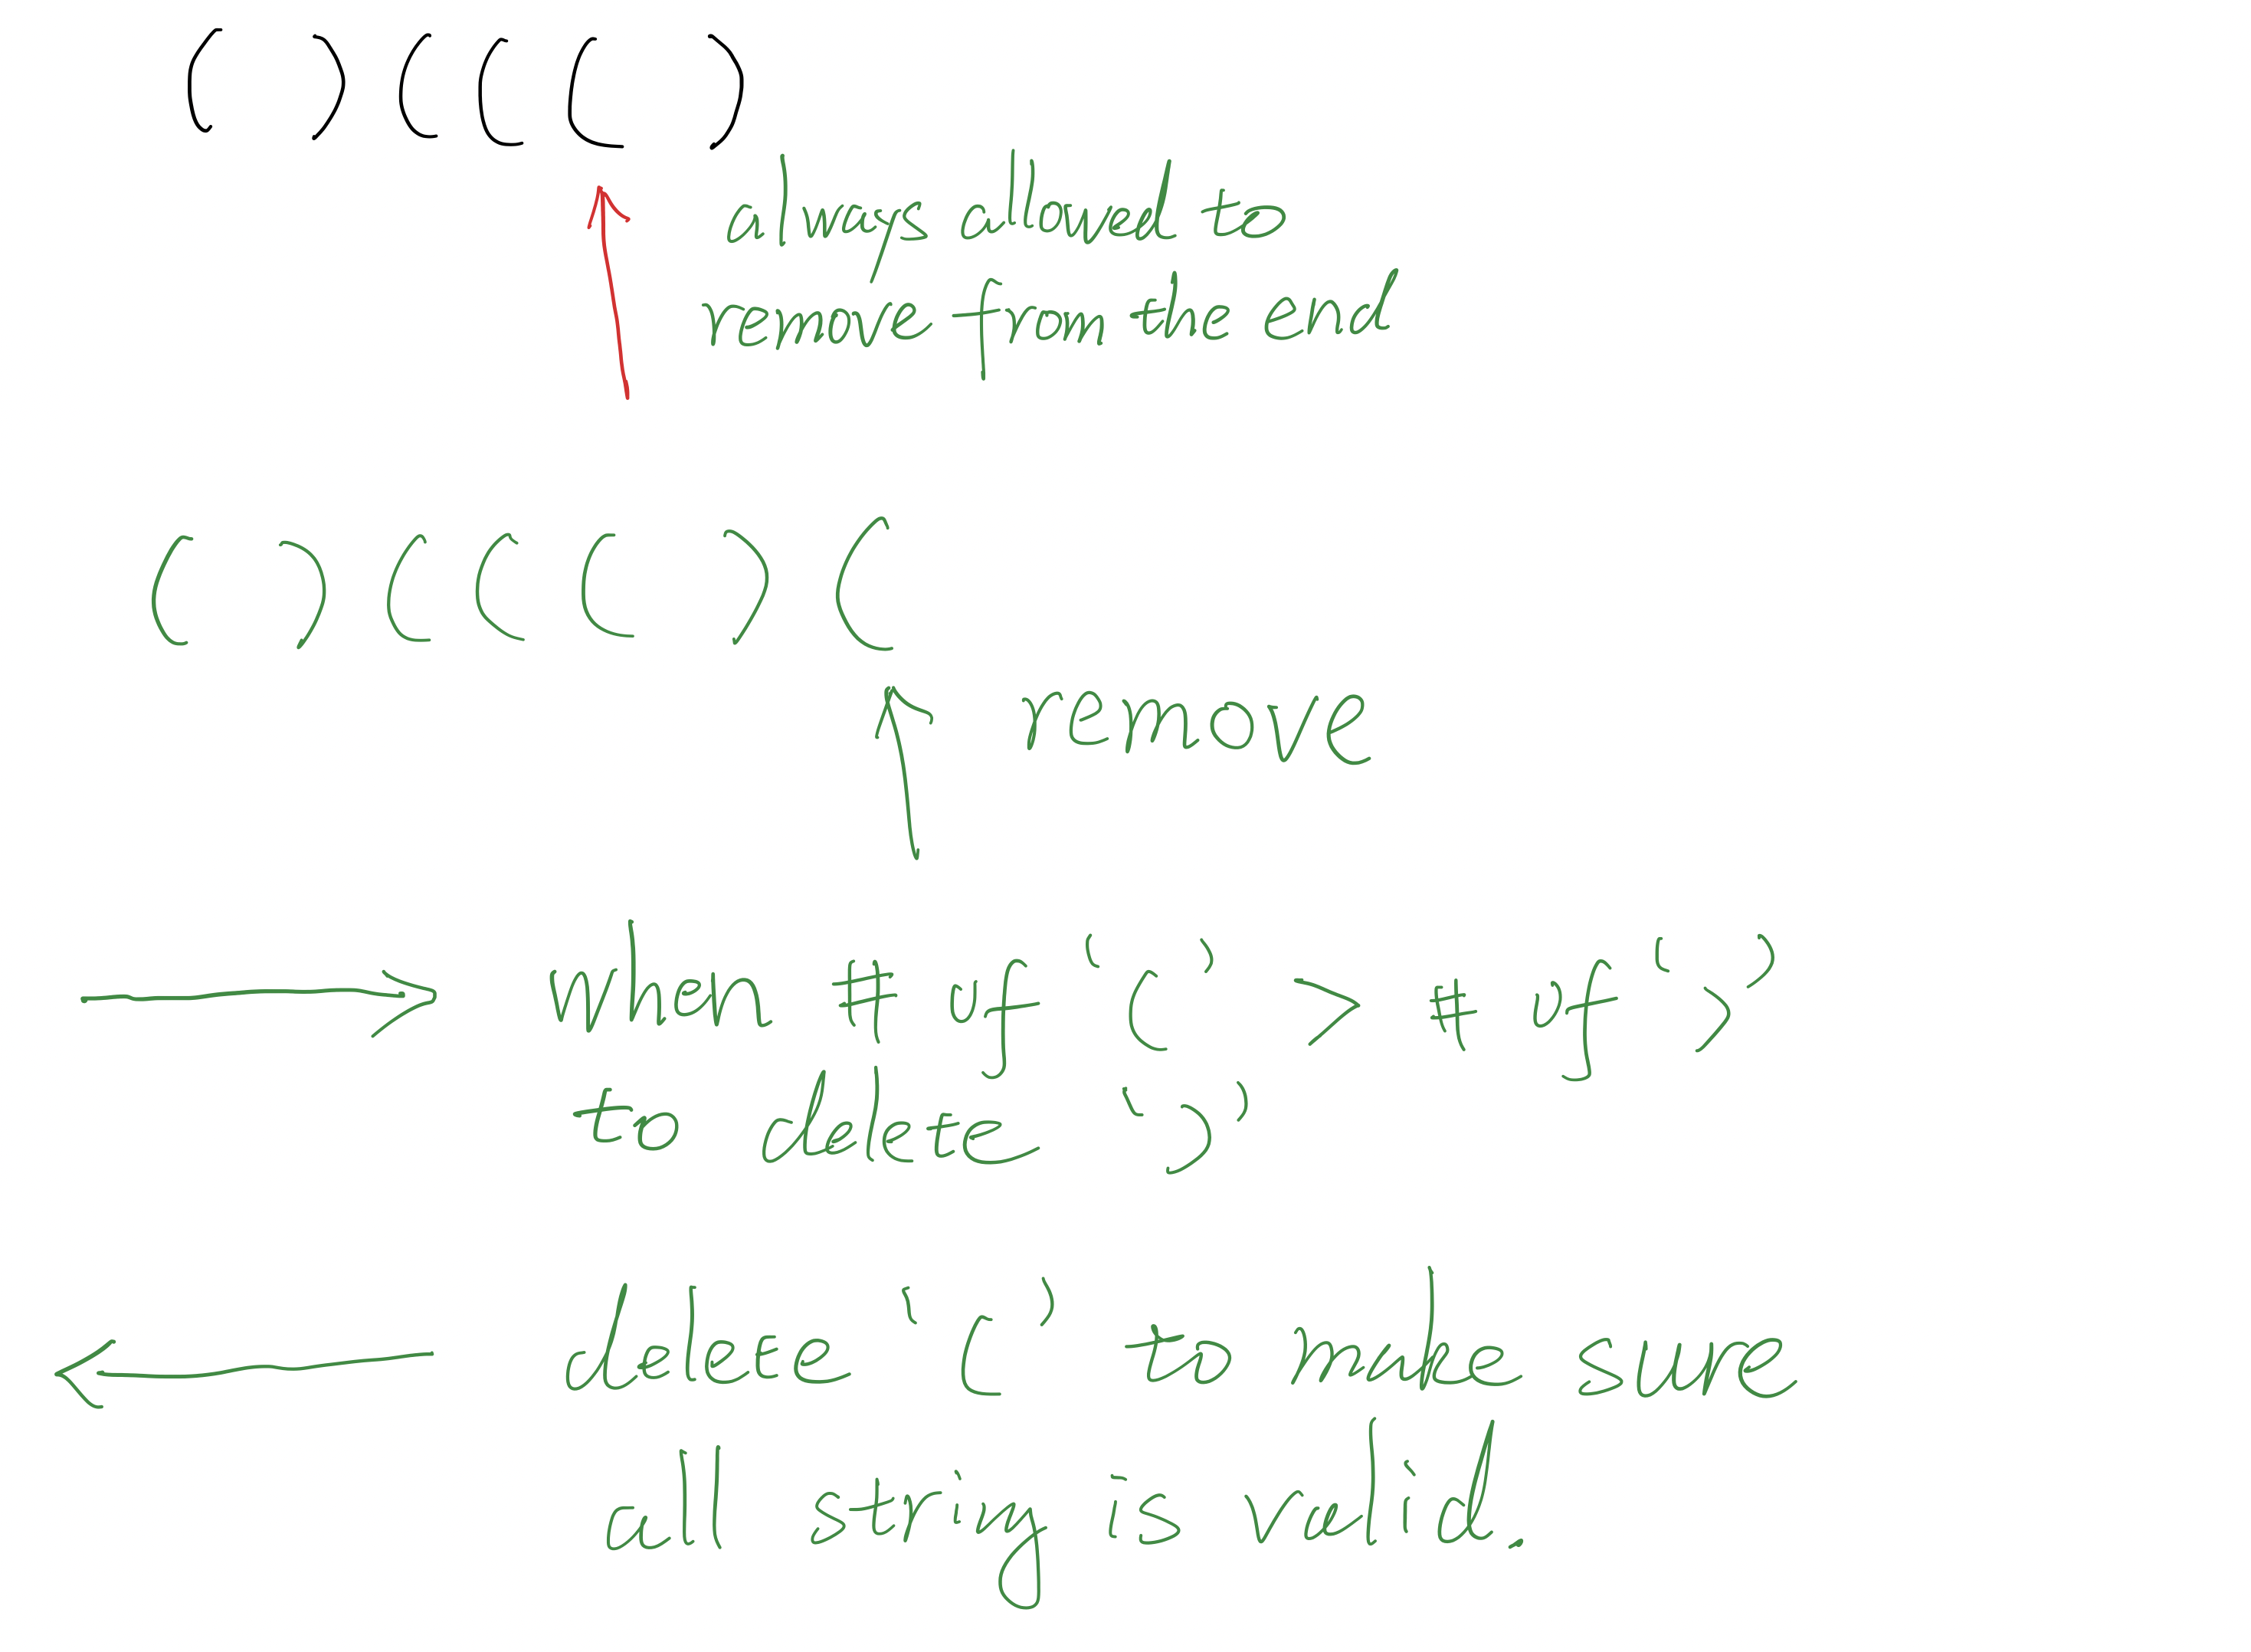 ( ) ( ( ( )
always allowed to
remove from the end
( ) ( ( ( ) (
remove
When # of '(' > # of ')'
to delete ')'
delete '(' to make sure
all string is valid.